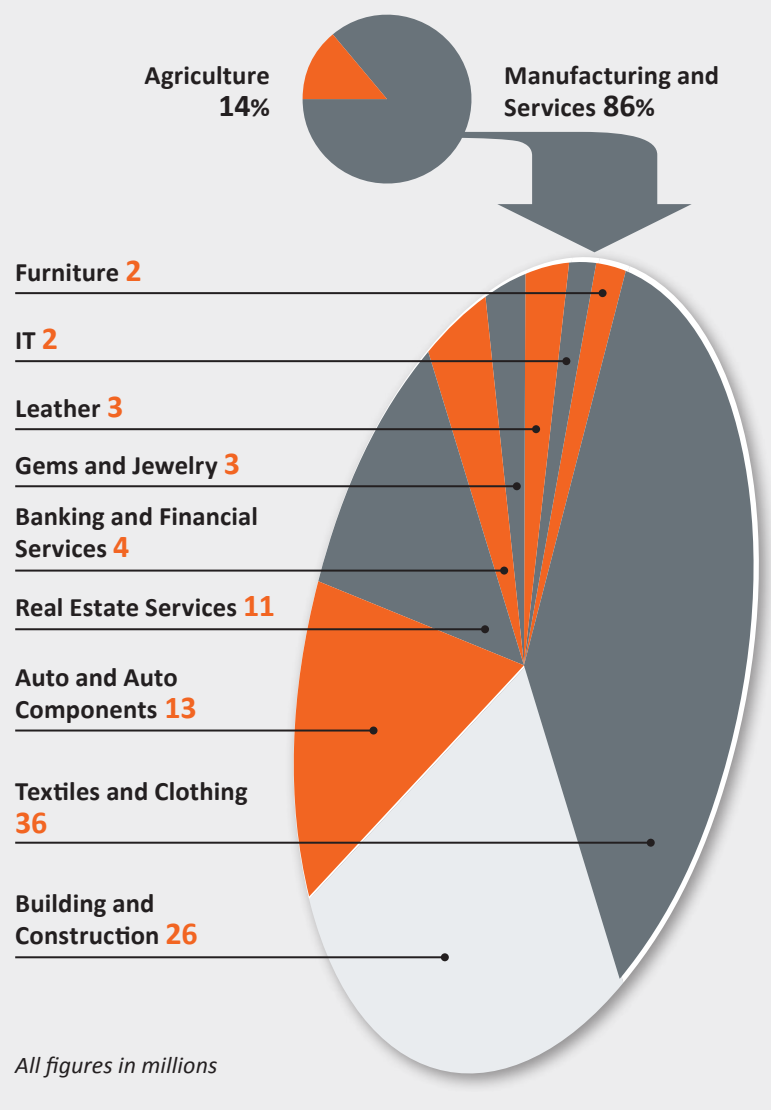 Agriculture
14%
Manufacturing and
Services 86%
Furniture 2
IT 2
Leather 3
Gems and Jewelry 3
Banking and Financial
Services 4
Real Estate Services 11
Auto and Auto
Components 13
Textiles and Clothing
36
Building and
Construction 26
All figures in millions